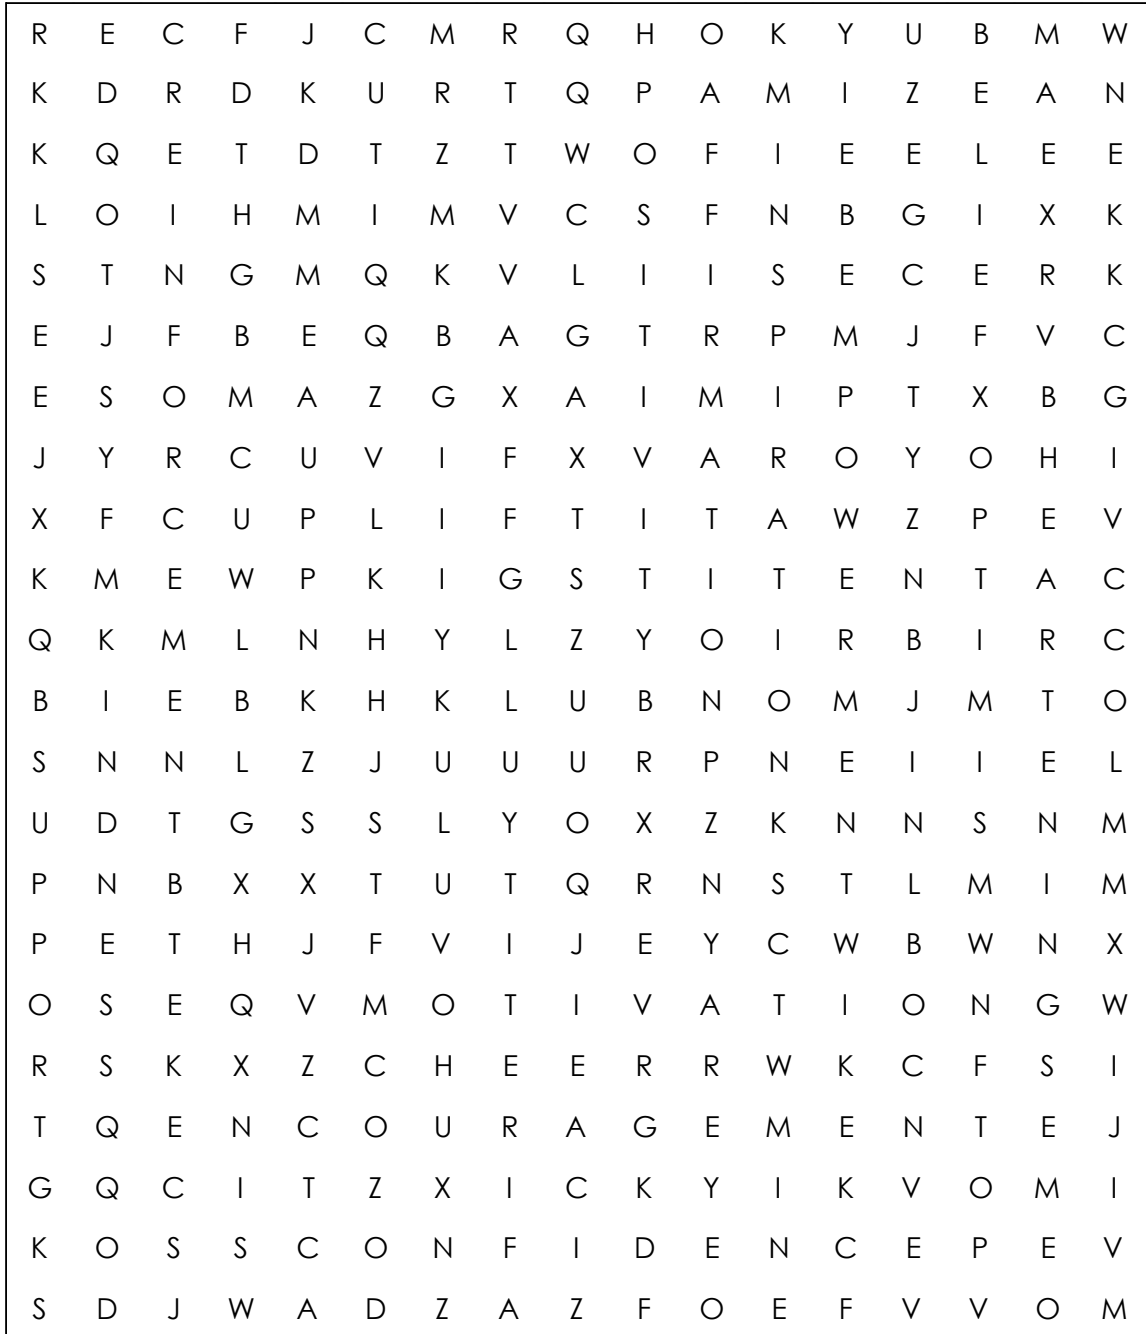 R E C F J C M R Q H O K Y U B M W
K D R D K U R T Q P A M I Z E A N
K Q E T D T Z T W O F I E E L E E
L O I H M I M V C S F N B G I X K
S T N G M Q K V L I I S E C E R K
E J F B E Q B A G T R P M J F V C
E S O M A Z G X A I M I P T X B G
J Y R C U V I F X V A R O Y O H I
X F C U P L I F T I T A W Z P E V
K M E W P K I G S T I T E N T A C
Q K M L N H Y L Z Y O I R B I R C
B I E B K H K L U B N O M J M T O
S N N L Z J U U U R P N E I I E L
U D T G S S L Y O X Z K N N S N M
P N B X X T U T Q R N S T L M I M
P E T H J F V I J E Y C W B W N X
O S E Q V M O T I V A T I O N G W
R S K X Z C H E E R R W K C F S I
T Q E N C O U R A G E M E N T E J
G Q C I T Z X I C K Y I K V O M I
K O S S C O N F I D E N C E P E V
S D J W A D Z A Z F O E F V V O M